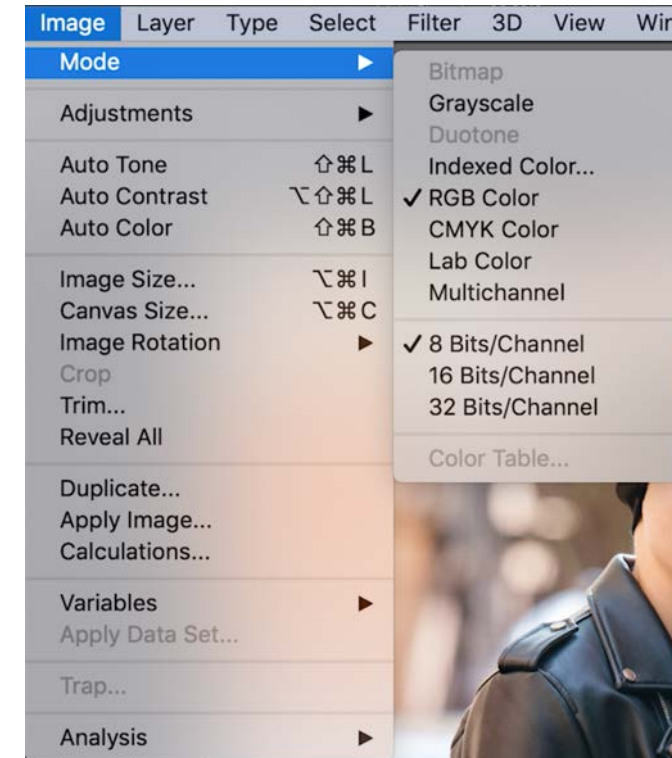 Image Layer Type Select Filter 3D View
Mode ▶
Adjustments ▶
Auto Tone ⇧⌘L
Auto Contrast ⌥⇧⌘L
Auto Color ⇧⌘B
Image Size... ⌥⌘I
Canvas Size... ⌥⌘C
Image Rotation ▶
Crop
Trim...
Reveal All
Duplicate...
Apply Image...
Calculations...
Variables ▶
Apply Data Set...
Trap...
Analysis ▶
Bitmap
Grayscale
Duotone
Indexed Color...
✓ RGB Color
CMYK Color
Lab Color
Multichannel
✓ 8 Bits/Channel
16 Bits/Channel
32 Bits/Channel
Color Table...